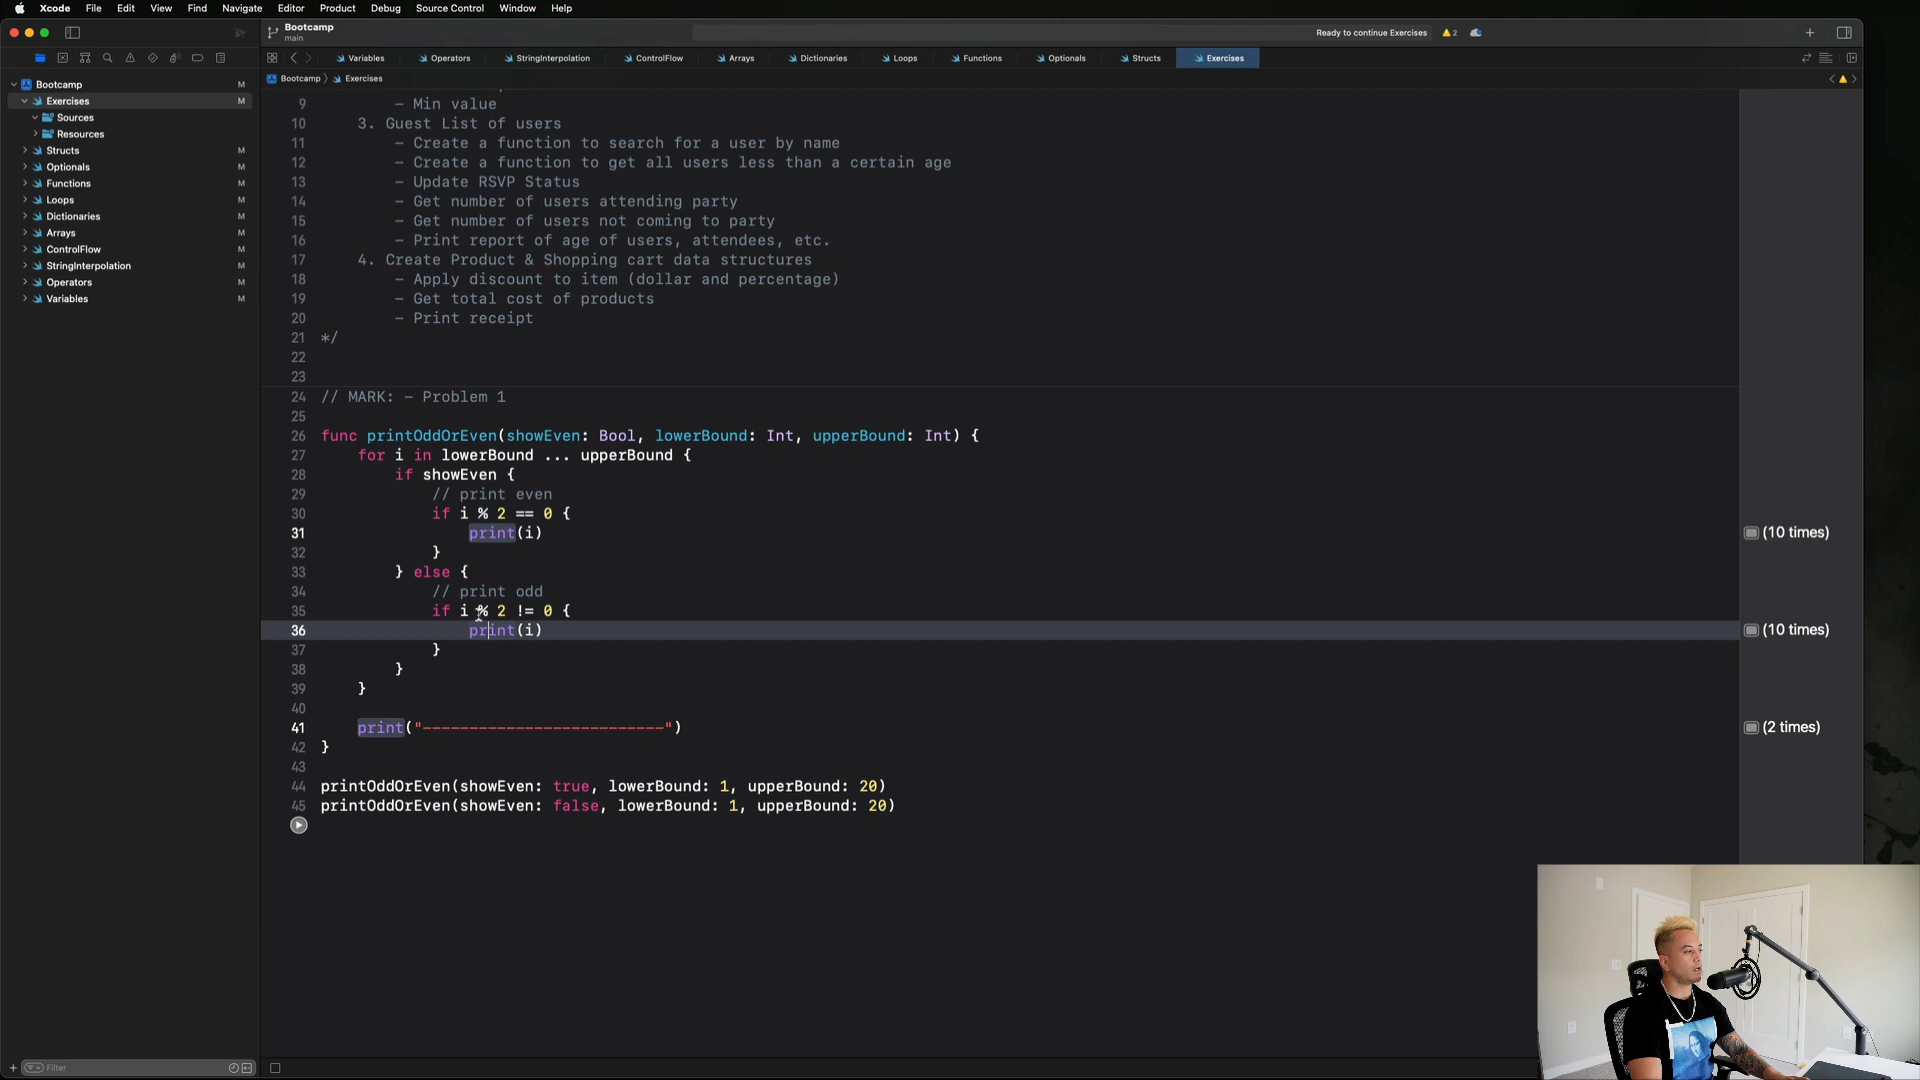 Xcode File Edit View Find Navigate Editor Product Debug Source Control Window Help
Bootcamp
main
Ready to continue Exercises
2
Variables Operators StringInterpolation ControlFlow Arrays Dictionaries Loops Functions Optionals Structs Exercises
Bootcamp Exercises
Bootcamp M
Exercises M
Sources
Resources
Structs M
Optionals M
Functions M
Loops M
Dictionaries M
Arrays M
ControlFlow M
StringInterpolation M
Operators M
Variables M
9 - Min value
10 3. Guest List of users
11 - Create a function to search for a user by name
12 - Create a function to get all users less than a certain age
13 - Update RSVP Status
14 - Get number of users attending party
15 - Get number of users not coming to party
16 - Print report of age of users, attendees, etc.
17 4. Create Product & Shopping cart data structures
18 - Apply discount to item (dollar and percentage)
19 - Get total cost of products
20 - Print receipt
21 */
22
23
24 // MARK: - Problem 1
25
26 func printOddOrEven(showEven: Bool, lowerBound: Int, upperBound: Int) {
27 for i in lowerBound ... upperBound {
28 if showEven {
29 // print even
30 if i % 2 == 0 {
31 print(i) (10 times)
32 }
33 } else {
34 // print odd
35 if i % 2 != 0 {
36 print(i) (10 times)
37 }
38 }
39 }
40
41 print("--------------------------") (2 times)
42 }
43
44 printOddOrEven(showEven: true, lowerBound: 1, upperBound: 20)
45 printOddOrEven(showEven: false, lowerBound: 1, upperBound: 20)
Filter